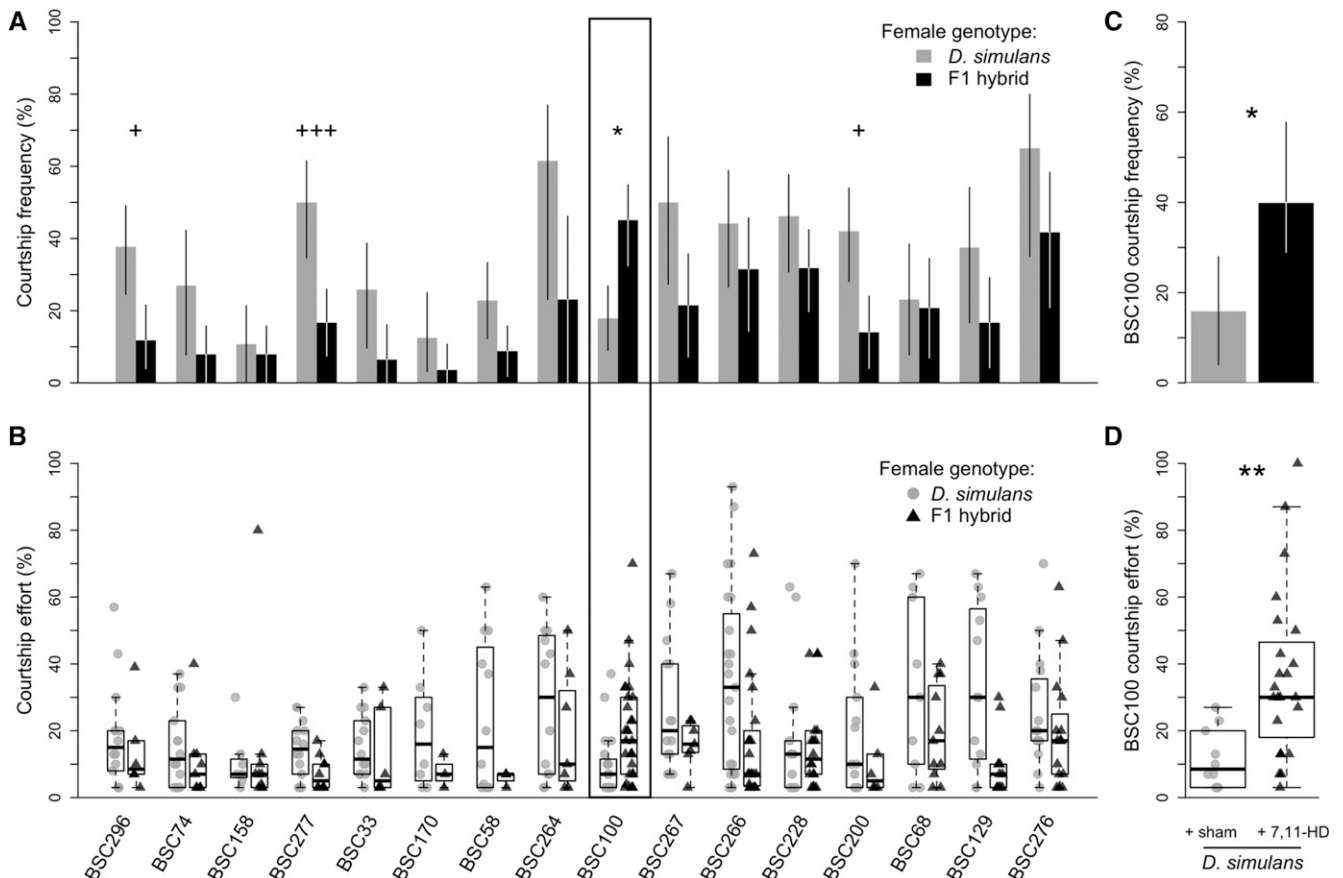 A
Courtship frequency (%)
0 20 40 60 80 100
Female genotype:
D. simulans
F1 hybrid
+
+++
*
+
B
Courtship effort (%)
0 20 40 60 80 100
Female genotype:
D. simulans
F1 hybrid
BSC296
BSC74
BSC158
BSC277
BSC33
BSC170
BSC58
BSC264
BSC100
BSC267
BSC266
BSC228
BSC200
BSC68
BSC129
BSC276
C
BSC100 courtship frequency (%)
0 20 40 60 80
*
D
BSC100 courtship effort (%)
0 20 40 60 80 100
**
+ sham + 7,11-HD
D. simulans